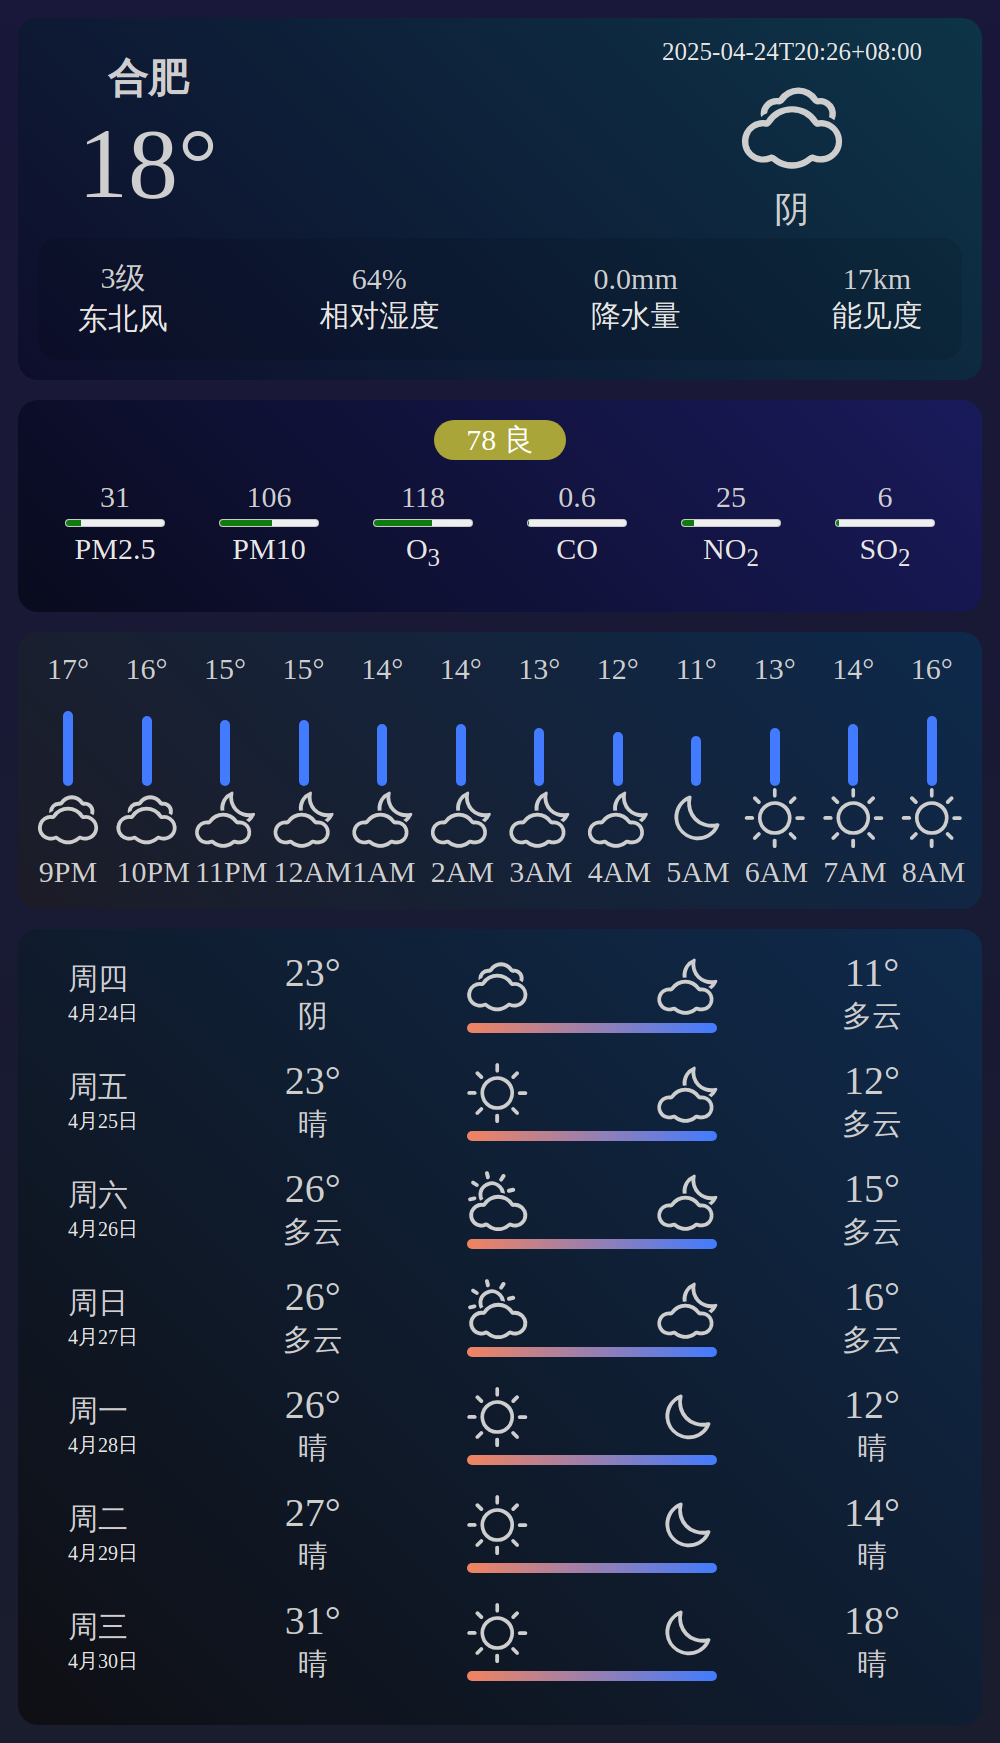 合肥
18°
2025-04-24T20:26+08:00
阴
3级 64% 0.0mm 17km
东北风 相对湿度 降水量 能见度
78 良
31 106 118 0.6 25 6
PM2.5 PM10 O3 CO NO2 SO2
17° 16° 15° 15° 14° 14° 13° 12° 11° 13° 14° 16°
9PM 10PM 11PM 12AM 1AM 2AM 3AM 4AM 5AM 6AM 7AM 8AM
周四 23° 11°
4月24日 阴 多云
周五 23° 12°
4月25日 晴 多云
周六 26° 15°
4月26日 多云 多云
周日 26° 16°
4月27日 多云 多云
周一 26° 12°
4月28日 晴 晴
周二 27° 14°
4月29日 晴 晴
周三 31° 18°
4月30日 晴 晴